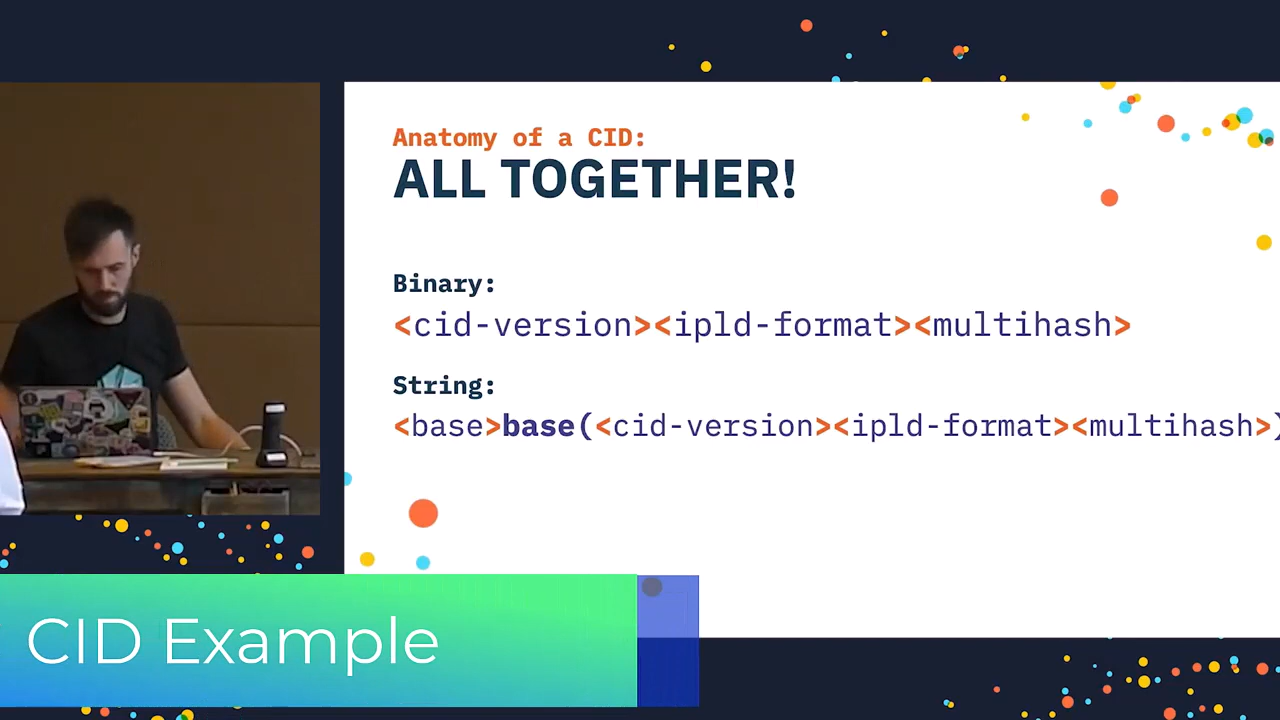 Anatomy of a CID:
ALL TOGETHER!
Binary:
<cid-version><ipld-format><multihash>
String:
<base>base(<cid-version><ipld-format><multihash>)
CID Example